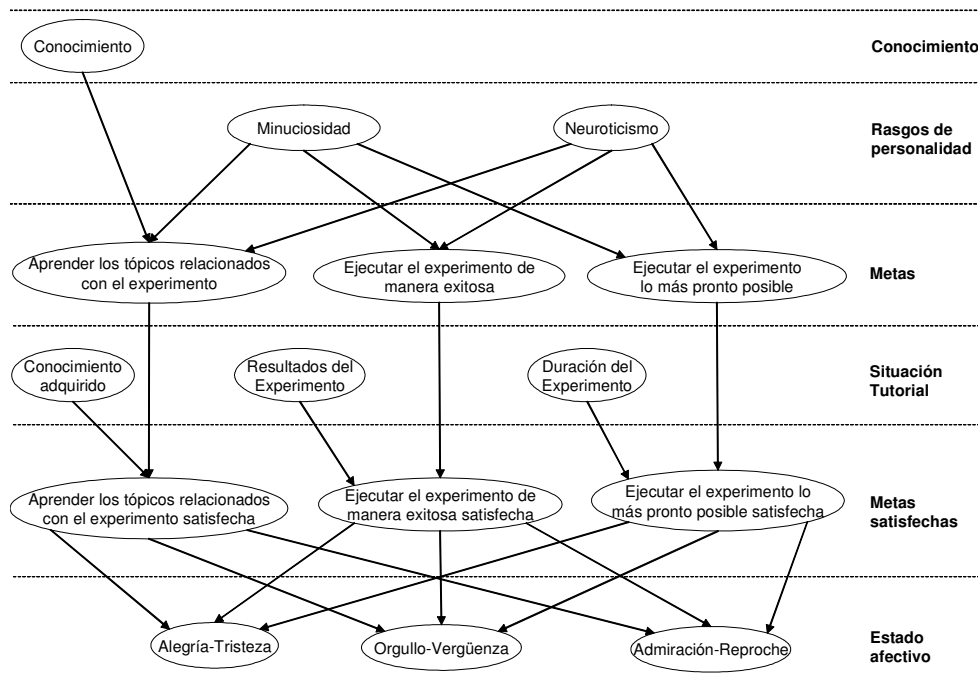 Conocimiento
Conocimiento
Minuciosidad
Neuroticismo
Rasgos de
personalidad
Aprender los tópicos relacionados
con el experimento
Ejecutar el experimento de
manera exitosa
Ejecutar el experimento
lo más pronto posible
Metas
Conocimiento
adquirido
Resultados del
Experimento
Duración del
Experimento
Situación
Tutorial
Aprender los tópicos relacionados
con el experimento satisfecha
Ejecutar el experimento de
manera exitosa satisfecha
Ejecutar el experimento lo
más pronto posible satisfecha
Metas
satisfechas
Alegría-Tristeza
Orgullo-Vergüenza
Admiración-Reproche
Estado
afectivo